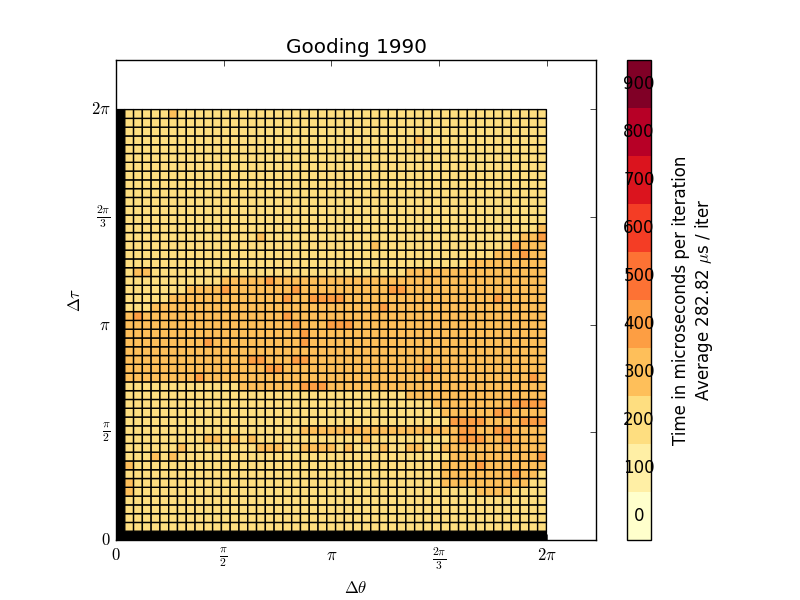 Gooding 1990
2π
2π/3
π
π/2
0
Δτ
0
π/2
π
2π/3
2π
Δθ
900
800
700
600
500
400
300
200
100
0
Time in microseconds per iteration
Average 282.82 μs / iter